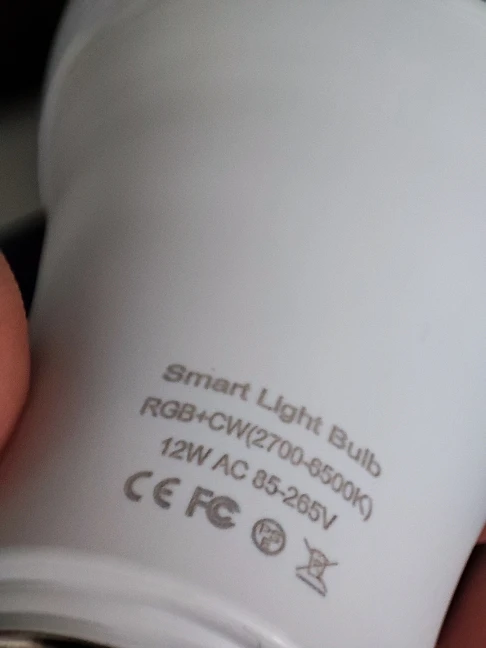 Smart Light Bulb
RGB+CW(2700-6500K)
12W AC 85-265V
CE FC